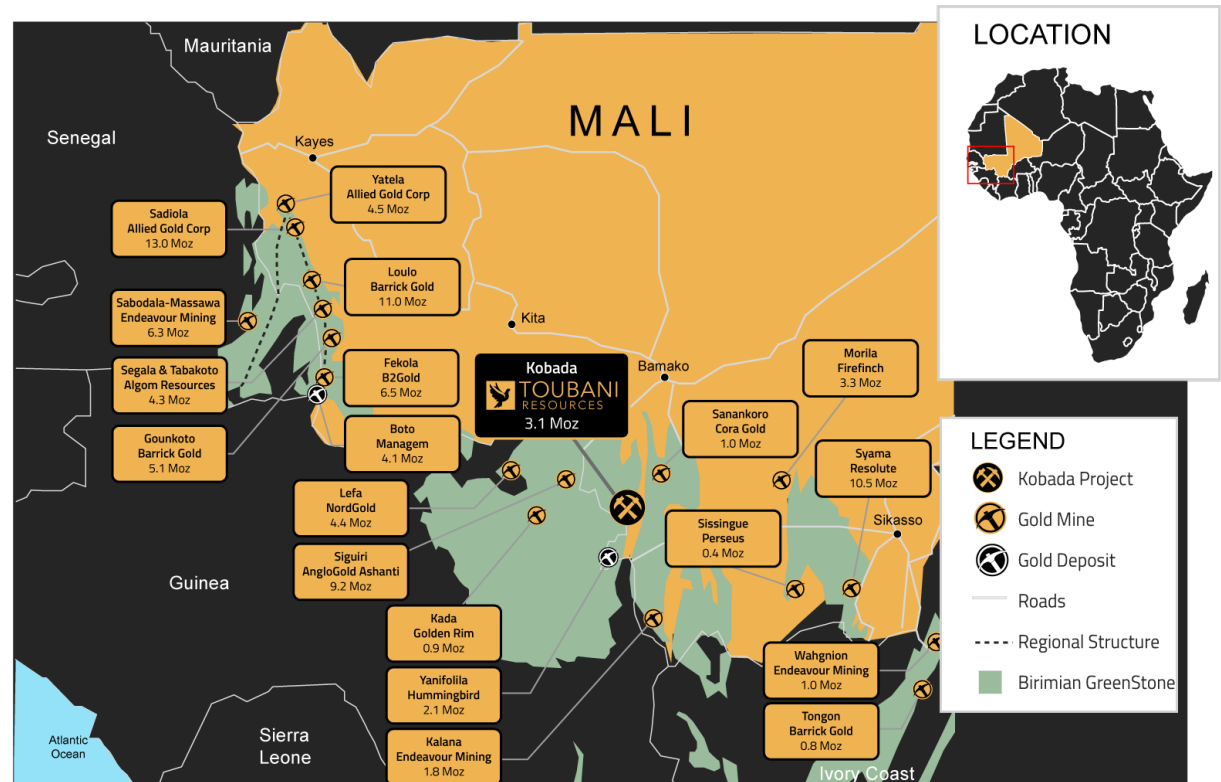 Mauritania
Senegal
MALI
Kayes
Yatela
Allied Gold Corp
4.5 Moz
Sadiola
Allied Gold Corp
13.0 Moz
Loulo
Barrick Gold
11.0 Moz
Sabodala-Massawa
Endeavour Mining
6.3 Moz
Kita
Segala & Tabakoto
Algom Resources
4.3 Moz
Fekola
B2Gold
6.5 Moz
Kobada
TOUBANI
RESOURCES
3.1 Moz
Bamako
Morila
Firefinch
3.3 Moz
Gounkoto
Barrick Gold
5.1 Moz
Boto
Managem
4.1 Moz
Sanankoro
Cora Gold
1.0 Moz
Syama
Resolute
10.5 Moz
Lefa
NordGold
4.4 Moz
Sissingue
Perseus
0.4 Moz
Sikasso
Siguiri
AngloGold Ashanti
9.2 Moz
Guinea
Kada
Golden Rim
0.9 Moz
Yanifolila
Hummingbird
2.1 Moz
Wahgnion
Endeavour Mining
1.0 Moz
Kalana
Endeavour Mining
1.8 Moz
Tongon
Barrick Gold
0.8 Moz
Atlantic
Ocean
Sierra
Leone
Ivory Coast
LOCATION
LEGEND
Kobada Project
Gold Mine
Gold Deposit
Roads
Regional Structure
Birimian GreenStone